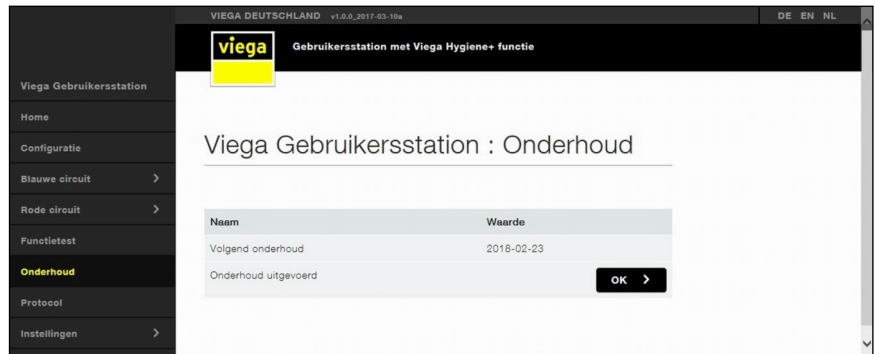 VIEGA DEUTSCHLAND v1.0.0_2017-03-10a
DE EN NL
viega
Gebruikersstation met Viega Hygiene+ functie
Viega Gebruikersstation
Home
Configuratie
Blauwe circuit
Rode circuit
Functietest
Onderhoud
Protocol
Instellingen
Viega Gebruikersstation : Onderhoud
Naam Waarde
Volgend onderhoud 2018-02-23
Onderhoud uitgevoerd OK